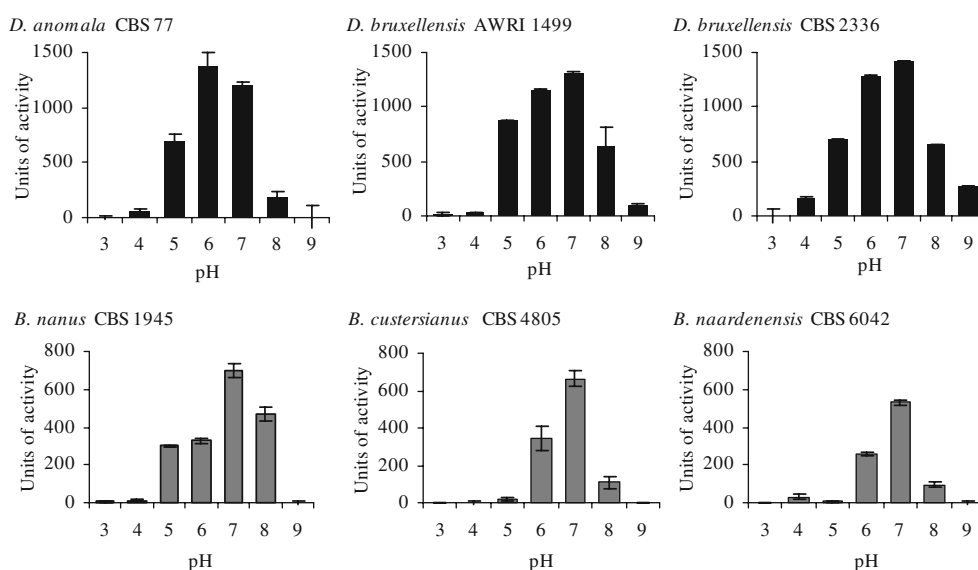 D. anomala CBS 77
1500
1000
500
0
Units of activity
3 4 5 6 7 8 9
pH
D. bruxellensis AWRI 1499
1500
1000
500
0
Units of activity
3 4 5 6 7 8 9
pH
D. bruxellensis CBS 2336
1500
1000
500
0
Units of activity
3 4 5 6 7 8 9
pH
B. nanus CBS 1945
800
600
400
200
0
Units of activity
3 4 5 6 7 8 9
pH
B. custersianus CBS 4805
800
600
400
200
0
Units of activity
3 4 5 6 7 8 9
pH
B. naardenensis CBS 6042
800
600
400
200
0
Units of activity
3 4 5 6 7 8 9
pH